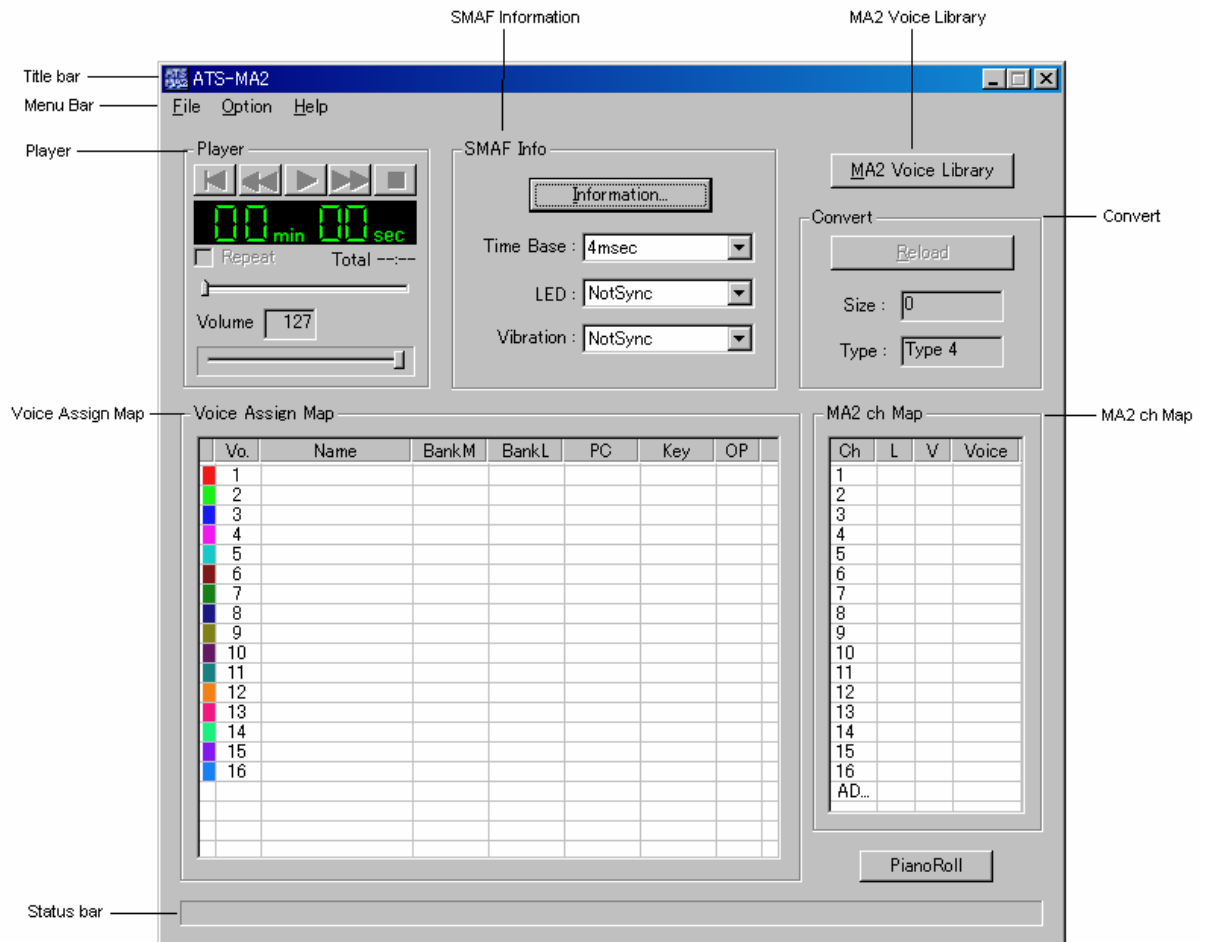 SMAF Information
MA2 Voice Library
Title bar
ATS-MA2
Menu Bar
File Option Help
Player
Player
00 min 00 sec
Repeat Total --:--
Volume 127
SMAF Info
Information...
Time Base : 4msec
LED : NotSync
Vibration : NotSync
MA2 Voice Library
Convert
Convert
Reload
Size : 0
Type : Type 4
Voice Assign Map
Voice Assign Map
Vo. Name BankM BankL PC Key OP
1
2
3
4
5
6
7
8
9
10
11
12
13
14
15
16
MA2 ch Map
MA2 ch Map
Ch L V Voice
1
2
3
4
5
6
7
8
9
10
11
12
13
14
15
16
AD...
PianoRoll
Status bar